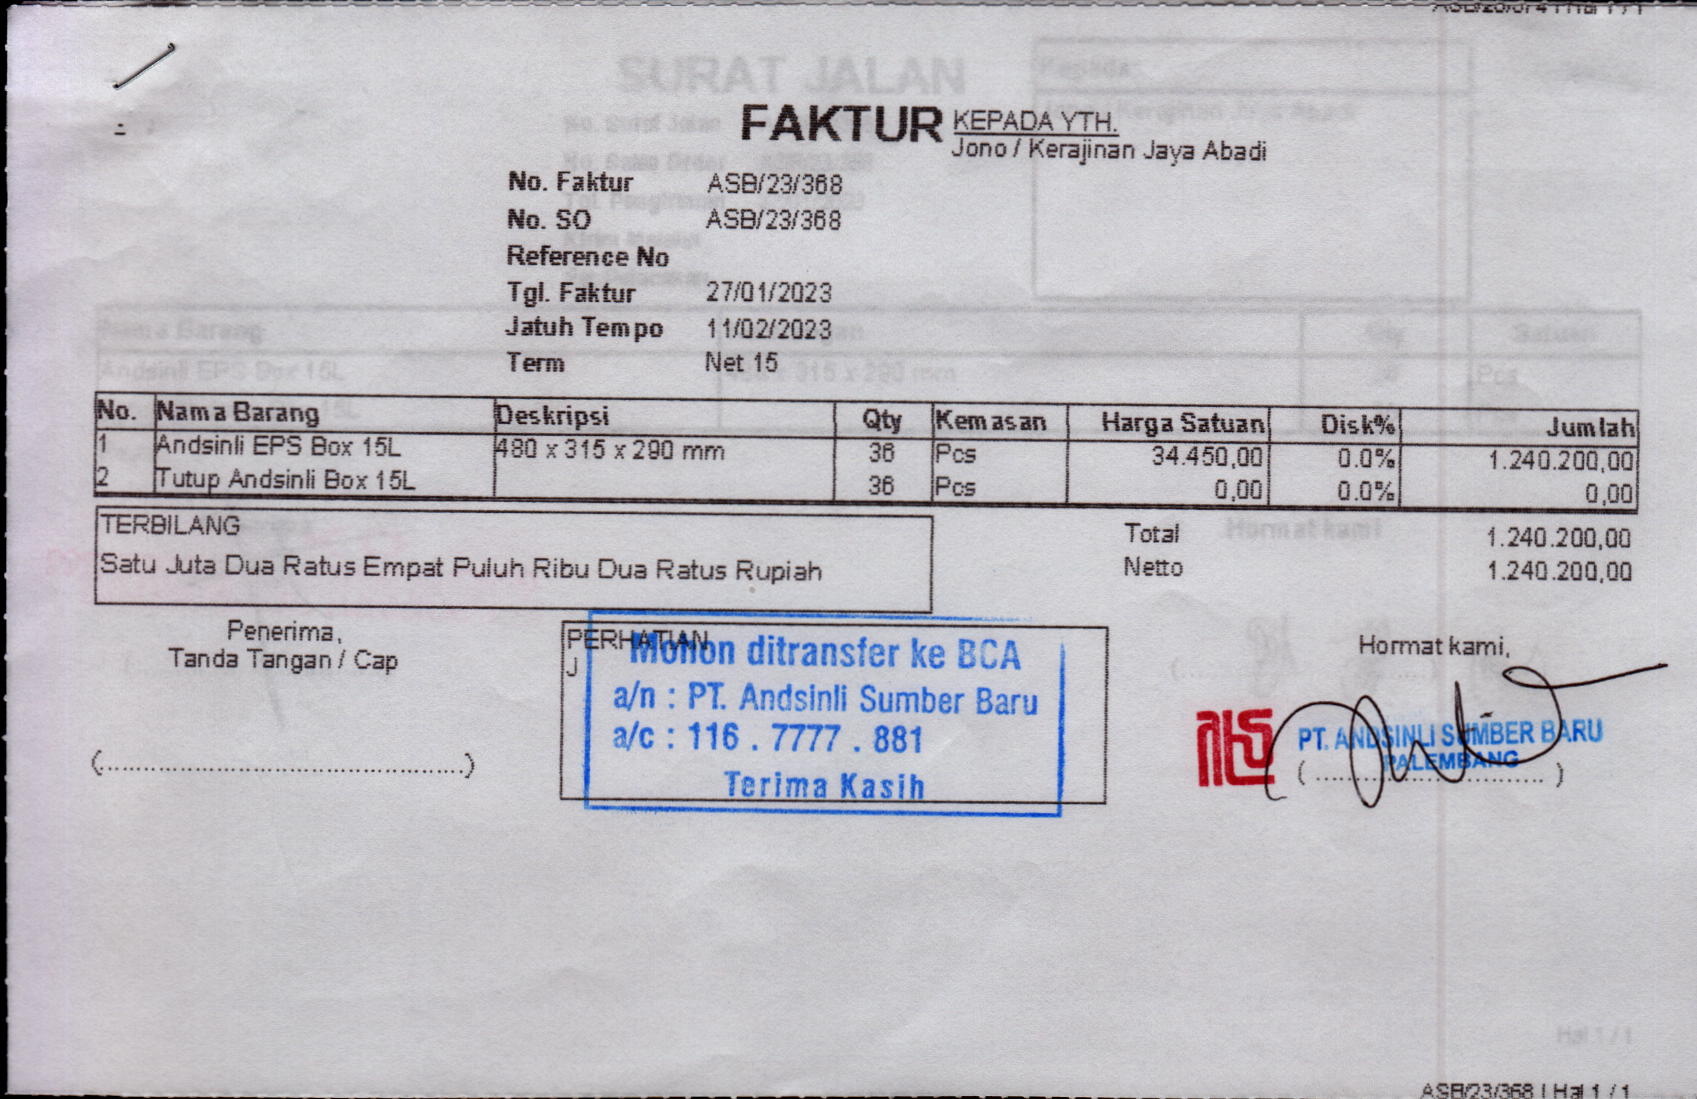 FAKTUR
KEPADA YTH.
Jono / Kerajinan Jaya Abadi
No. Faktur ASB/23/368
No. SO ASB/23/368
Reference No
Tgl. Faktur 27/01/2023
Jatuh Tempo 11/02/2023
Term Net 15
No. Nama Barang Deskripsi Qty Kemasan Harga Satuan Disk% Jumlah
1 Andsinli EPS Box 15L 480 x 315 x 290 mm 36 Pcs 34.450,00 0.0% 1.240.200,00
2 Tutup Andsinli Box 15L 36 Pcs 0,00 0.0% 0,00
TERBILANG
Satu Juta Dua Ratus Empat Puluh Ribu Dua Ratus Rupiah
Total 1.240.200,00
Netto 1.240.200,00
Penerima,
Tanda Tangan / Cap
(..............................................)
PERHATIAN
J
Mohon ditransfer ke BCA
a/n : PT. Andsinli Sumber Baru
a/c : 116 . 7777 . 881
Terima Kasih
Hormat kami,
PT. ANDSINLI SUMBER BARU
PALEMBANG
( .............................. )
ASB/23/368 | Hal 1 / 1